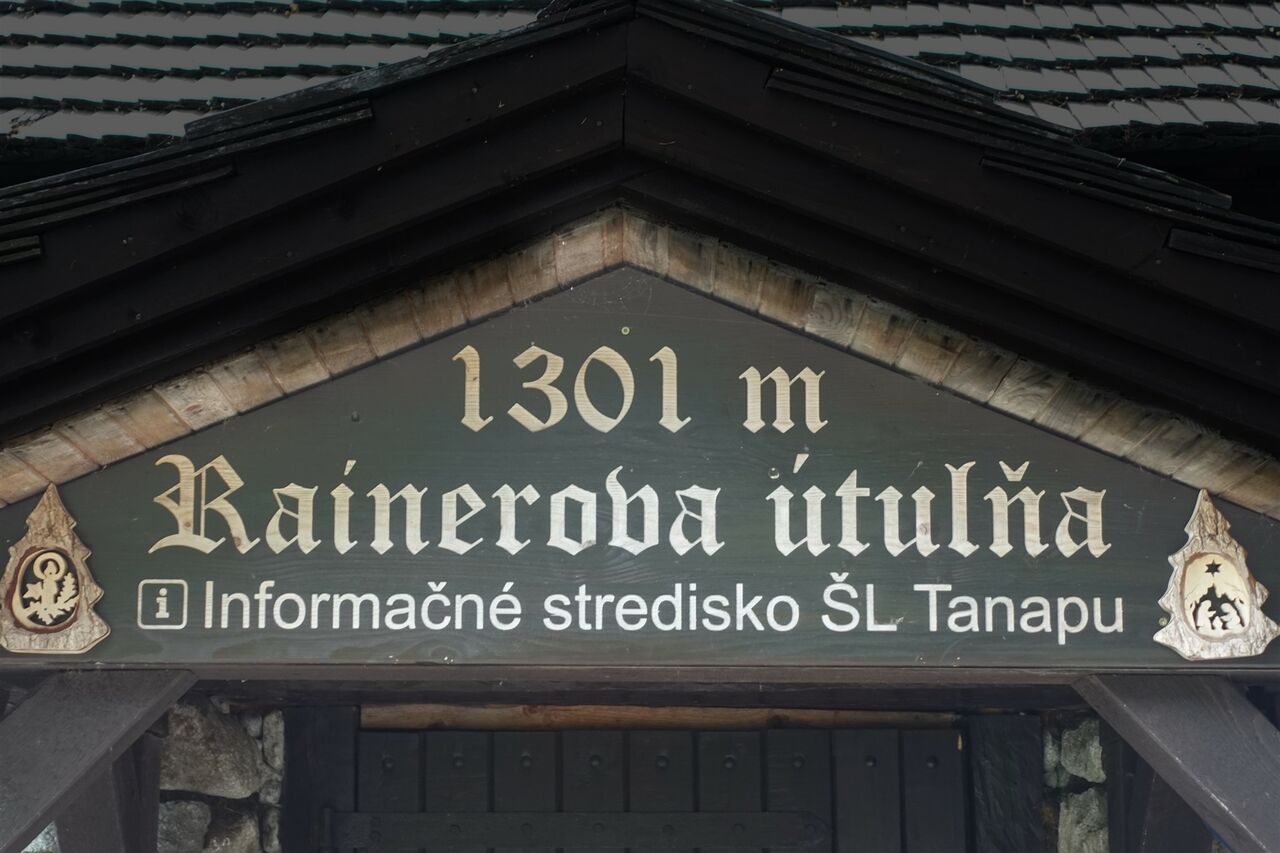 1301 m
Rainerova útulňa
i Informačné stredisko ŠL Tanapu